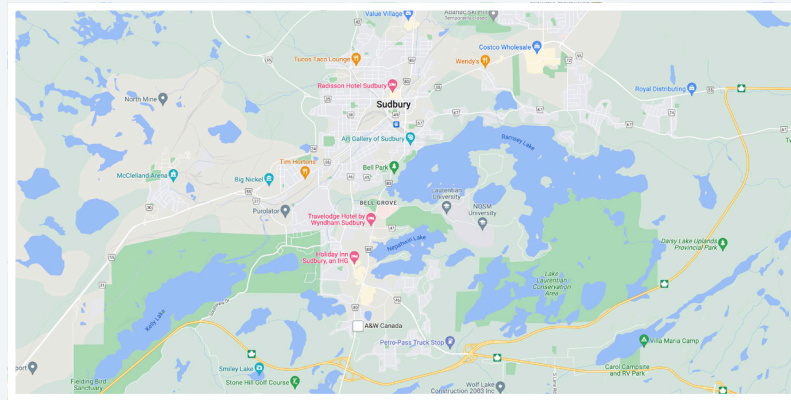 Value Village
Costco Wholesale
Tucos Taco Lounge
Wendy's
Radisson Hotel Sudbury
Royal Distributing
North Mine
Sudbury
Art Gallery of Sudbury
Ramsey Lake
Tim Hortons
Bell Park
McClelland Arena
Big Nickel
Laurentian
University
NOSM
University
BELL GROVE
Purolator
Travelodge Hotel by
Wyndham Sudbury
Nepahwin Lake
Daisy Lake Uplands
Provincial Park
Holiday Inn
Sudbury, an IHG
Lake
Laurentian
Conservation
Area
Kelly Lake
A&W Canada
Petro-Pass Truck Stop
Villa Maria Camp
Smiley Lake
Carol Campsite
and RV Park
Fielding Bird
Sanctuary
Stone Hill Golf Course
Wolf Lake
Construction 2003 Inc